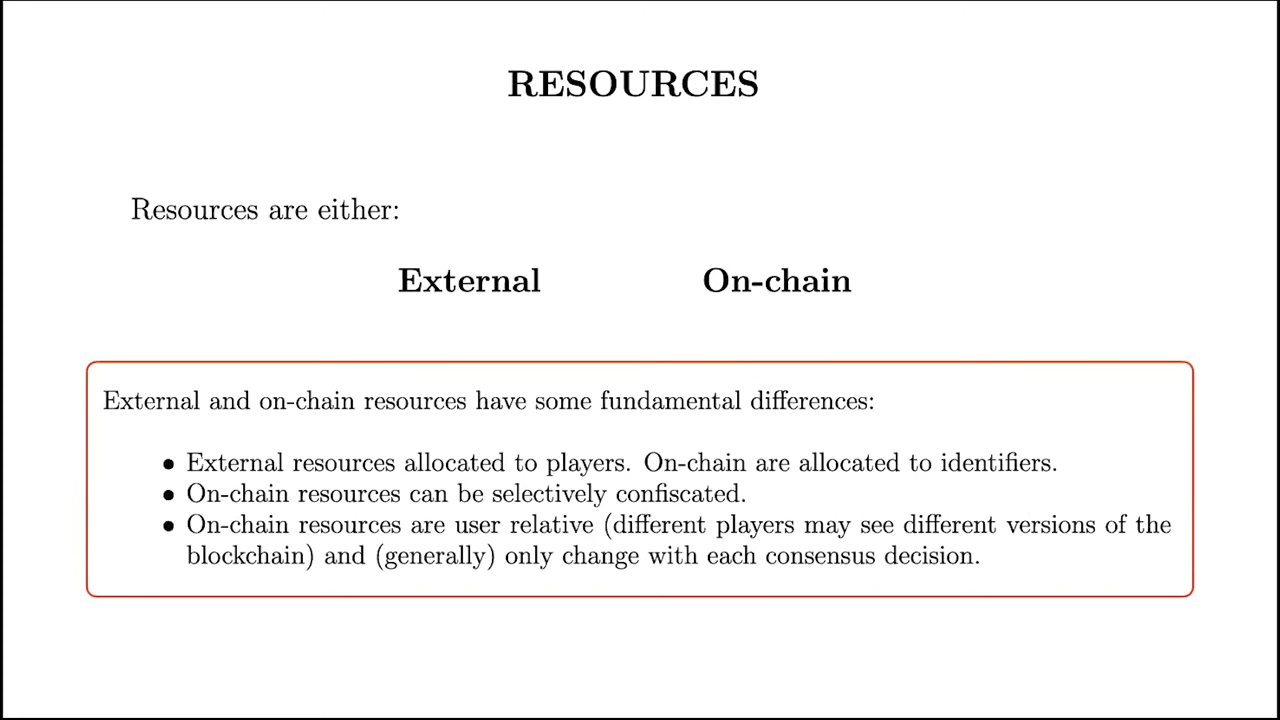 RESOURCES
Resources are either:
External On-chain
External and on-chain resources have some fundamental differences:
• External resources allocated to players. On-chain are allocated to identifiers.
• On-chain resources can be selectively confiscated.
• On-chain resources are user relative (different players may see different versions of the
blockchain) and (generally) only change with each consensus decision.